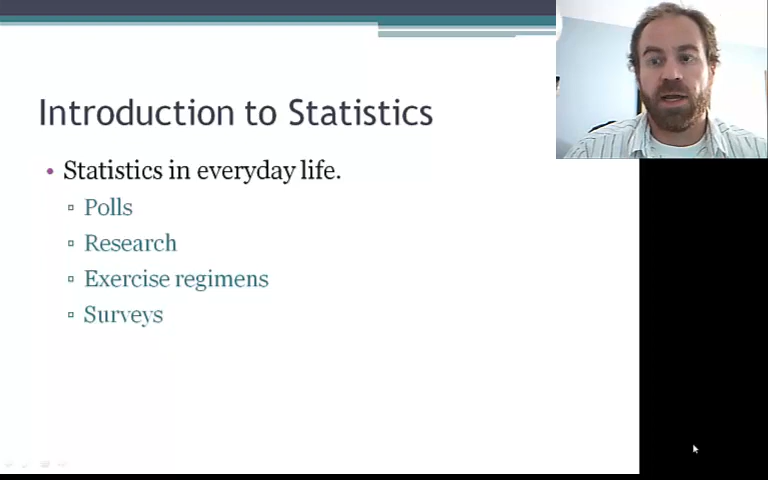 Introduction to Statistics
• Statistics in everyday life.
▫ Polls
▫ Research
▫ Exercise regimens
▫ Surveys